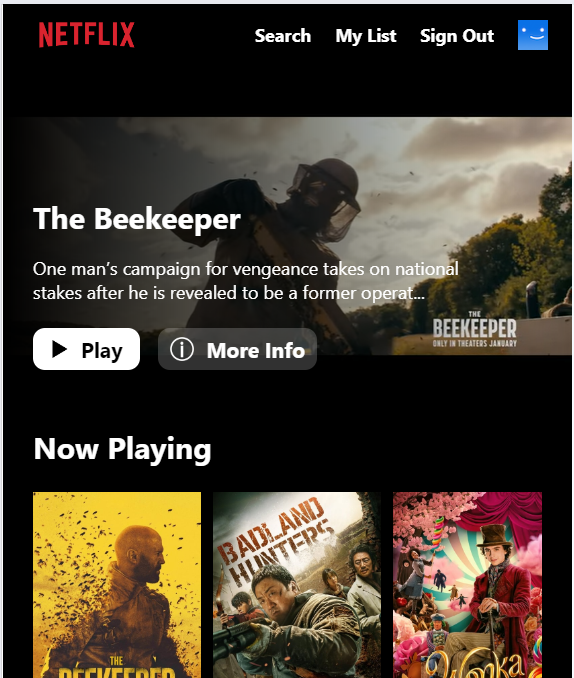 NETFLIX
Search My List Sign Out
The Beekeeper
One man’s campaign for vengeance takes on national
stakes after he is revealed to be a former operat...
THE
BEEKEEPER
ONLY IN THEATERS JANUARY
Play More Info
Now Playing
BADLAND
HUNTERS
THE
BEEKEEPER
Wonka